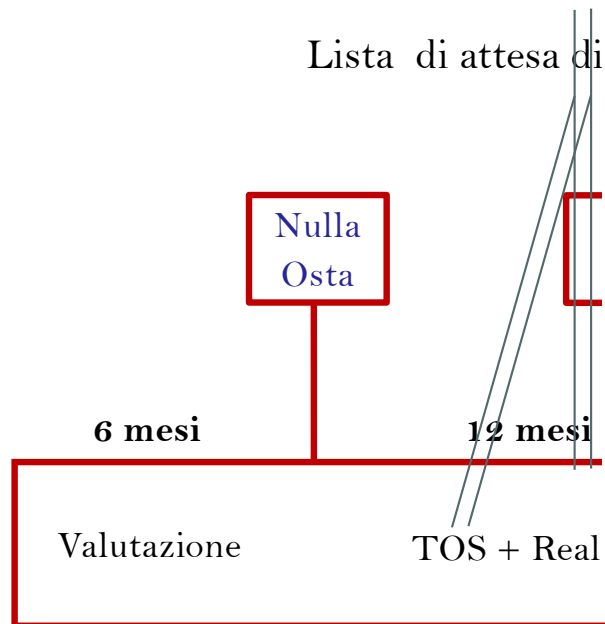 Lista di attesa di
Nulla
Osta
6 mesi
12 mesi
Valutazione
TOS + Real